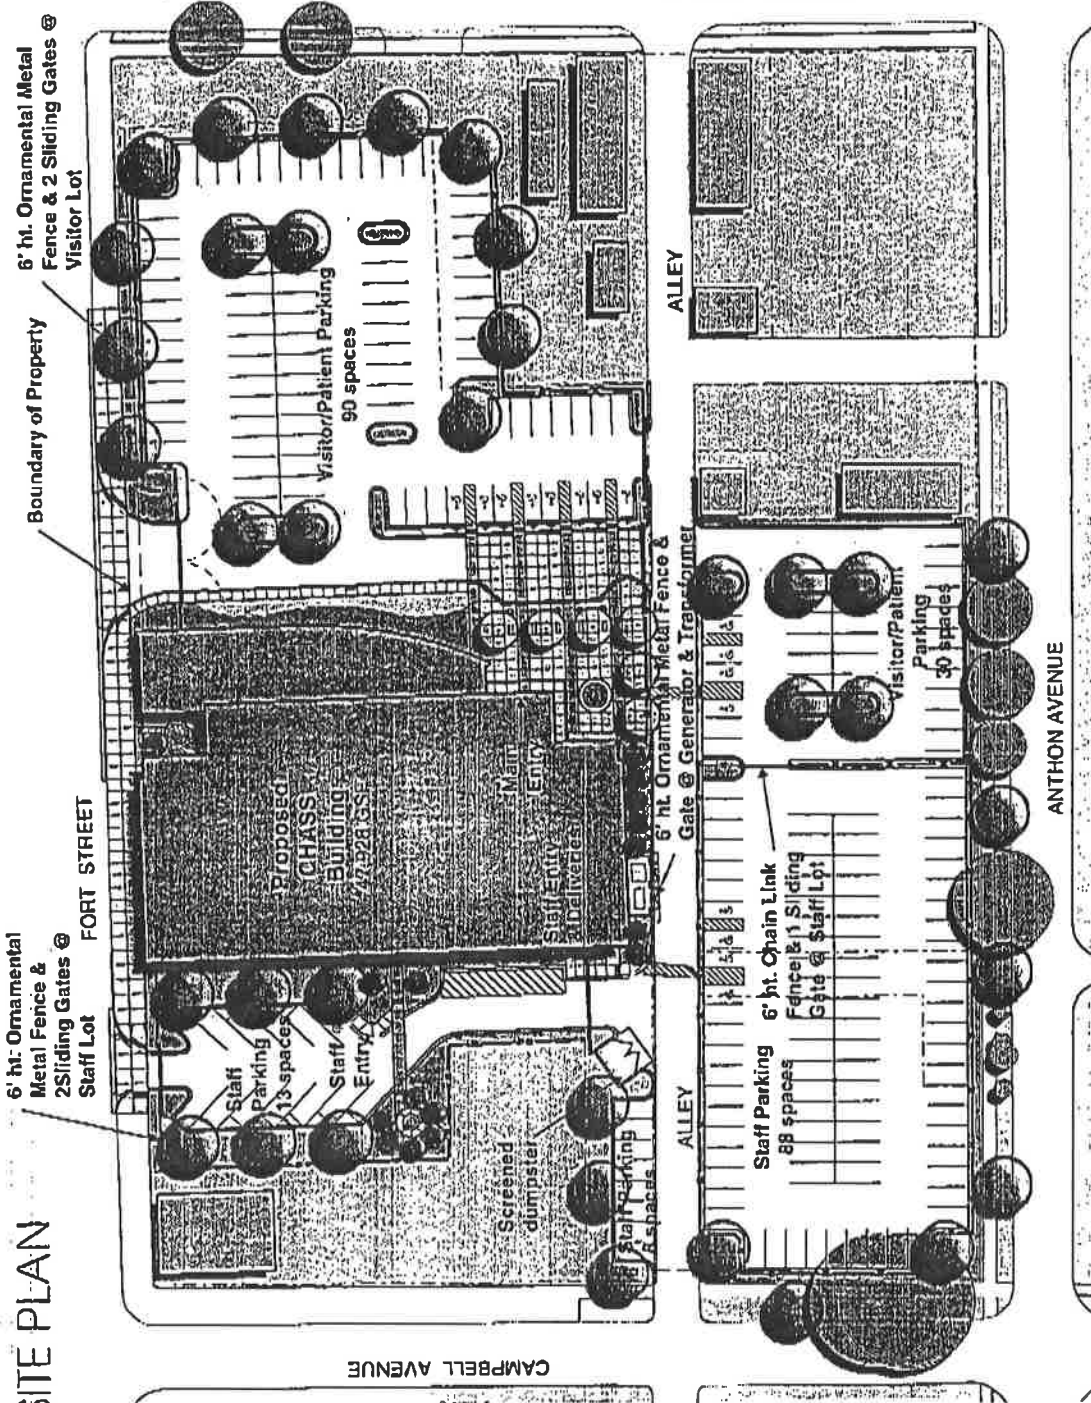 SITE PLAN
6' ht. Ornamental
Metal Fence &
2Sliding Gates @
Staff Lot
FORT STREET
Boundary of Property
6' ht. Ornamental Metal
Fence & 2 Sliding Gates @
Visitor Lot
Staff
Parking
13 spaces
Staff
Entry
Proposed
CHASS
Building
Main
Entry
Staff Entry
& Deliveries
Visitor/Patient Parking
90 spaces
Screened
dumpster
Staff Parking
spaces
6' ht. Ornamental Metal Fence &
Gate @ Generator & Transformer
ALLEY
ALLEY
Staff Parking
88 spaces
6' ht. Chain Link
Fence & 1 Sliding
Gate @ Staff Lot
Visitor/Patient
Parking
30 spaces
CAMPBELL AVENUE
ANTHON AVENUE